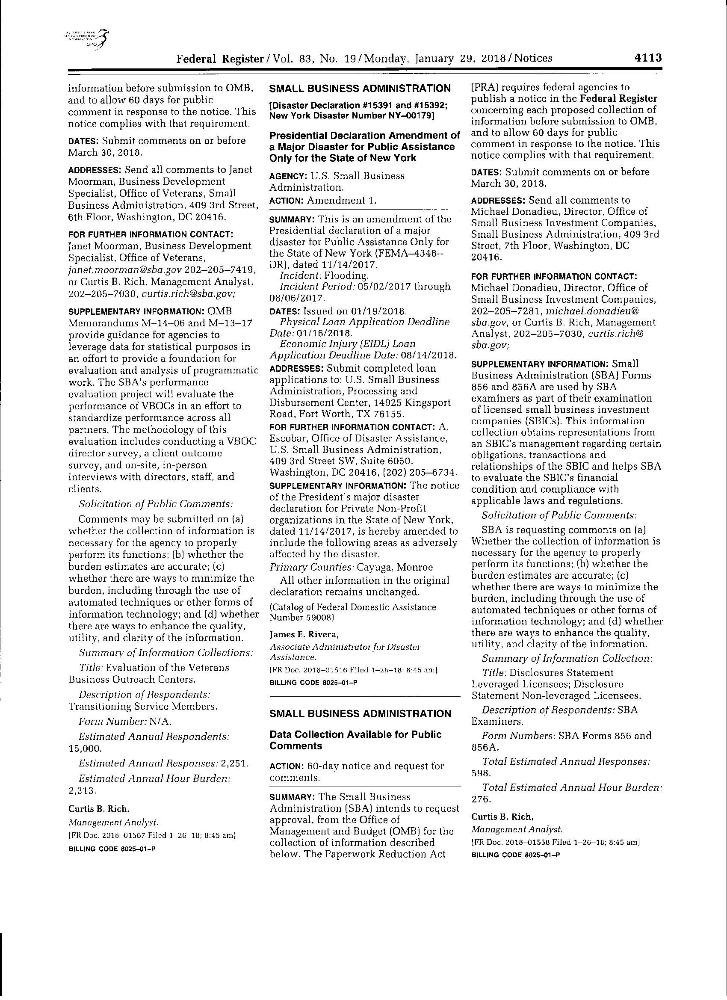 AUTHENTICATED
U.S. GOVERNMENT
INFORMATION
GPO
Federal Register / Vol. 83, No. 19 / Monday, January 29, 2018 / Notices 4113
information before submission to OMB,
and to allow 60 days for public
comment in response to the notice. This
notice complies with that requirement.
DATES: Submit comments on or before
March 30, 2018.
ADDRESSES: Send all comments to Janet
Moorman, Business Development
Specialist, Office of Veterans, Small
Business Administration, 409 3rd Street,
6th Floor, Washington, DC 20416.
FOR FURTHER INFORMATION CONTACT:
Janet Moorman, Business Development
Specialist, Office of Veterans,
janet.moorman@sba.gov 202–205–7419,
or Curtis B. Rich, Management Analyst,
202–205–7030, curtis.rich@sba.gov;
SUPPLEMENTARY INFORMATION: OMB
Memorandums M–14–06 and M–13–17
provide guidance for agencies to
leverage data for statistical purposes in
an effort to provide a foundation for
evaluation and analysis of programmatic
work. The SBA's performance
evaluation project will evaluate the
performance of VBOCs in an effort to
standardize performance across all
partners. The methodology of this
evaluation includes conducting a VBOC
director survey, a client outcome
survey, and on-site, in-person
interviews with directors, staff, and
clients.
Solicitation of Public Comments:
Comments may be submitted on (a)
whether the collection of information is
necessary for the agency to properly
perform its functions; (b) whether the
burden estimates are accurate; (c)
whether there are ways to minimize the
burden, including through the use of
automated techniques or other forms of
information technology; and (d) whether
there are ways to enhance the quality,
utility, and clarity of the information.
Summary of Information Collections:
Title: Evaluation of the Veterans
Business Outreach Centers.
Description of Respondents:
Transitioning Service Members.
Form Number: N/A.
Estimated Annual Respondents:
15,000.
Estimated Annual Responses: 2,251.
Estimated Annual Hour Burden:
2,313.
Curtis B. Rich,
Management Analyst.
[FR Doc. 2018–01567 Filed 1–26–18; 8:45 am]
BILLING CODE 8025–01–P
SMALL BUSINESS ADMINISTRATION
[Disaster Declaration #15391 and #15392;
New York Disaster Number NY–00179]
Presidential Declaration Amendment of
a Major Disaster for Public Assistance
Only for the State of New York
AGENCY: U.S. Small Business
Administration.
ACTION: Amendment 1.
SUMMARY: This is an amendment of the
Presidential declaration of a major
disaster for Public Assistance Only for
the State of New York (FEMA–4348–
DR), dated 11/14/2017.
Incident: Flooding.
Incident Period: 05/02/2017 through
08/06/2017.
DATES: Issued on 01/19/2018.
Physical Loan Application Deadline
Date: 01/16/2018.
Economic Injury (EIDL) Loan
Application Deadline Date: 08/14/2018.
ADDRESSES: Submit completed loan
applications to: U.S. Small Business
Administration, Processing and
Disbursement Center, 14925 Kingsport
Road, Fort Worth, TX 76155.
FOR FURTHER INFORMATION CONTACT: A.
Escobar, Office of Disaster Assistance,
U.S. Small Business Administration,
409 3rd Street SW, Suite 6050,
Washington, DC 20416, (202) 205–6734.
SUPPLEMENTARY INFORMATION: The notice
of the President's major disaster
declaration for Private Non-Profit
organizations in the State of New York,
dated 11/14/2017, is hereby amended to
include the following areas as adversely
affected by the disaster.
Primary Counties: Cayuga, Monroe
All other information in the original
declaration remains unchanged.
(Catalog of Federal Domestic Assistance
Number 59008)
James E. Rivera,
Associate Administrator for Disaster
Assistance.
[FR Doc. 2018–01516 Filed 1–26–18; 8:45 am]
BILLING CODE 8025–01–P
SMALL BUSINESS ADMINISTRATION
Data Collection Available for Public
Comments
ACTION: 60-day notice and request for
comments.
SUMMARY: The Small Business
Administration (SBA) intends to request
approval, from the Office of
Management and Budget (OMB) for the
collection of information described
below. The Paperwork Reduction Act
(PRA) requires federal agencies to
publish a notice in the Federal Register
concerning each proposed collection of
information before submission to OMB,
and to allow 60 days for public
comment in response to the notice. This
notice complies with that requirement.
DATES: Submit comments on or before
March 30, 2018.
ADDRESSES: Send all comments to
Michael Donadieu, Director, Office of
Small Business Investment Companies,
Small Business Administration, 409 3rd
Street, 7th Floor, Washington, DC
20416.
FOR FURTHER INFORMATION CONTACT:
Michael Donadieu, Director, Office of
Small Business Investment Companies,
202–205–7281, michael.donadieu@
sba.gov, or Curtis B. Rich, Management
Analyst, 202–205–7030, curtis.rich@
sba.gov;
SUPPLEMENTARY INFORMATION: Small
Business Administration (SBA) Forms
856 and 856A are used by SBA
examiners as part of their examination
of licensed small business investment
companies (SBICs). This information
collection obtains representations from
an SBIC's management regarding certain
obligations, transactions and
relationships of the SBIC and helps SBA
to evaluate the SBIC's financial
condition and compliance with
applicable laws and regulations.
Solicitation of Public Comments:
SBA is requesting comments on (a)
Whether the collection of information is
necessary for the agency to properly
perform its functions; (b) whether the
burden estimates are accurate; (c)
whether there are ways to minimize the
burden, including through the use of
automated techniques or other forms of
information technology; and (d) whether
there are ways to enhance the quality,
utility, and clarity of the information.
Summary of Information Collection:
Title: Disclosures Statement
Leveraged Licensees; Disclosure
Statement Non-leveraged Licensees.
Description of Respondents: SBA
Examiners.
Form Numbers: SBA Forms 856 and
856A.
Total Estimated Annual Responses:
598.
Total Estimated Annual Hour Burden:
276.
Curtis B. Rich,
Management Analyst.
[FR Doc. 2018–01558 Filed 1–26–18; 8:45 am]
BILLING CODE 8025–01–P